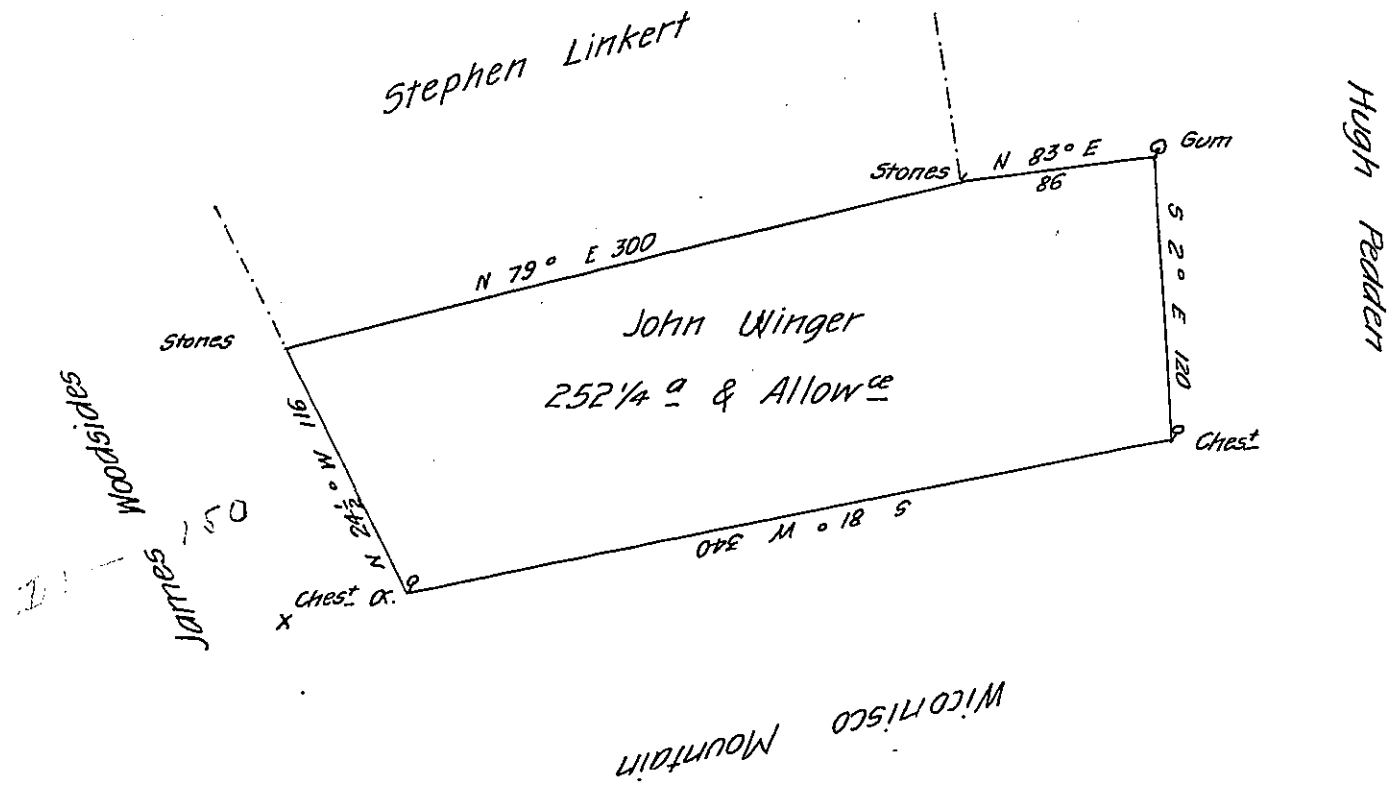 Stephen Linkert
Hugh Pedden
Gum
Stones
N 83° E
86
S 2° E 120
N 79° E 300
Stones
John Winger
252 1/4 a & Allowce
N 24½° W 116
James Woodsides
150
Chest
S 81° W 340
Chest O.
x
Wiconisco Mountain